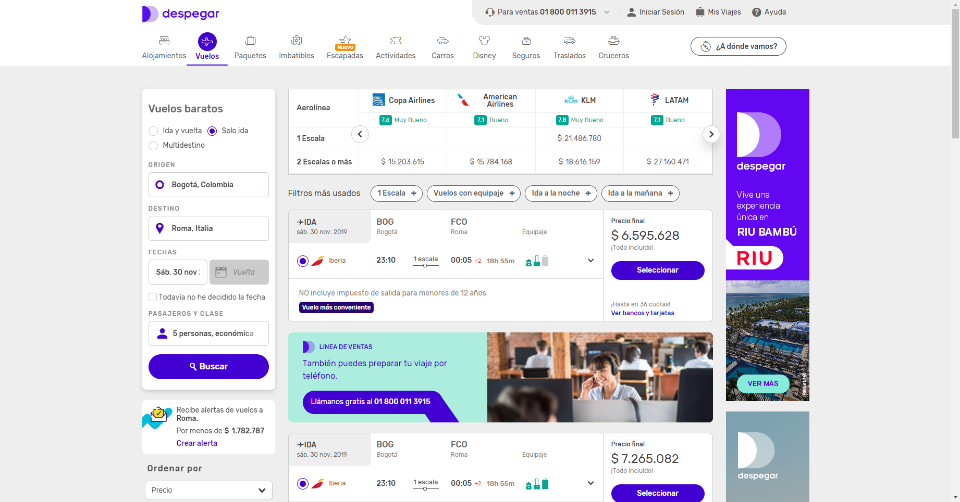 despegar
Para ventas 01 800 011 3915
Iniciar Sesión
Mis Viajes
Ayuda
Alojamientos
Vuelos
Paquetes
Imbatibles
Nuevo
Escapadas
Actividades
Carros
Disney
Seguros
Traslados
Cruceros
¿A dónde vamos?
Vuelos baratos
Ida y vuelta
Solo ida
Multidestino
ORIGEN
Bogotá, Colombia
DESTINO
Roma, Italia
FECHAS
Sáb. 30 nov
Vuelta
Todavía no he decidido la fecha
PASAJEROS Y CLASE
5 personas, económica
Buscar
Recibe alertas de vuelos a
Roma.
Por menos de $ 1.782.787
Crear alerta
Ordenar por
Precio
Aerolínea
Copa Airlines
American
Airlines
KLM
LATAM
7.6 Muy Bueno
7.1 Bueno
7.8 Muy Bueno
7.1 Bueno
1 Escala
$ 21.486.780
2 Escalas o más
$ 15.203.615
$ 15.784.168
$ 18.616.159
$ 27.160.471
Filtros más usados
1 Escala +
Vuelos con equipaje +
Ida a la noche +
Ida a la mañana +
IDA
sáb. 30 nov. 2019
BOG
Bogotá
FCO
Roma
Equipaje
Iberia
23:10
1 escala
00:05 +2
18h 55m
NO incluye impuesto de salida para menores de 12 años
Vuelo más conveniente
Precio final
$ 6.595.628
¡Todo incluido!
Seleccionar
¡Hasta en 36 cuotas!
Ver bancos y tarjetas
LINEA DE VENTAS
También puedes preparar tu viaje por
teléfono.
Llámanos gratis al 01 800 011 3915
IDA
sáb. 30 nov. 2019
BOG
Bogotá
FCO
Roma
Equipaje
Iberia
23:10
1 escala
00:05 +2
18h 55m
Precio final
$ 7.265.082
¡Todo incluido!
Seleccionar
despegar
Vive una
experiencia
única en
RIU BAMBÚ
RIU
VER MÁS
despegar